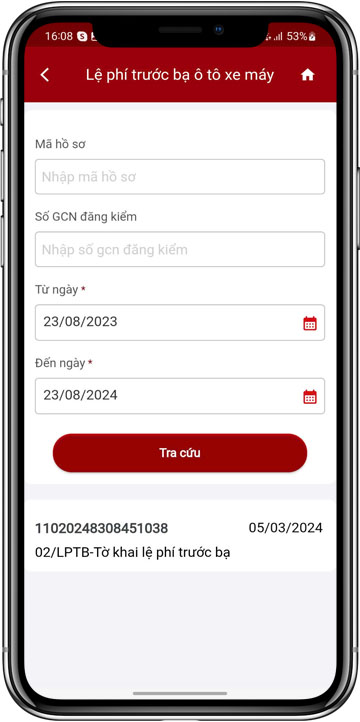 16:08
53%
Lệ phí trước bạ ô tô xe máy
Mã hồ sơ
Nhập mã hồ sơ
Số GCN đăng kiểm
Nhập số gcn đăng kiểm
Từ ngày *
23/08/2023
Đến ngày *
23/08/2024
Tra cứu
11020248308451038
05/03/2024
02/LPTB-Tờ khai lệ phí trước bạ